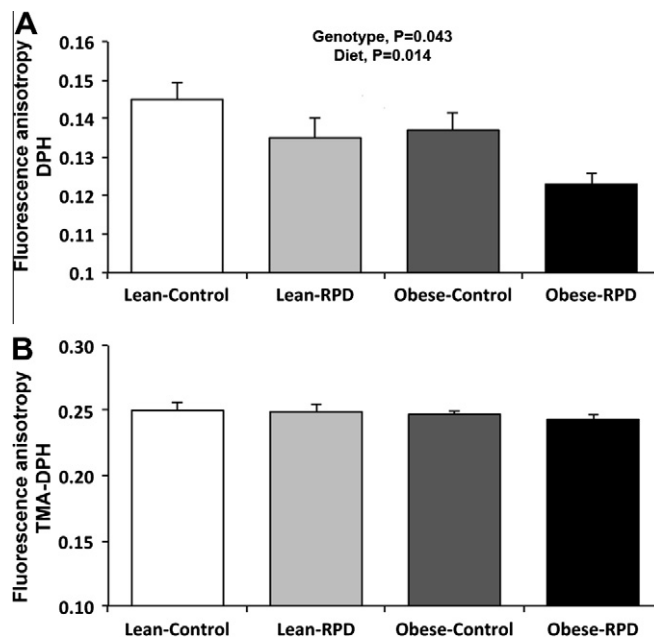 A
Genotype, P=0.043
Diet, P=0.014
Fluorescence anisotropy
DPH
0.16
0.15
0.14
0.13
0.12
0.11
0.1
Lean-Control Lean-RPD Obese-Control Obese-RPD
B
Fluorescence anisotropy
TMA-DPH
0.30
0.25
0.20
0.15
0.10
Lean-Control Lean-RPD Obese-Control Obese-RPD